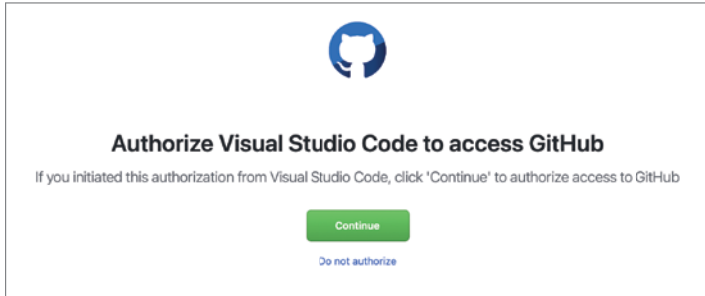 Authorize Visual Studio Code to access GitHub
If you initiated this authorization from Visual Studio Code, click 'Continue' to authorize access to GitHub
Continue
Do not authorize